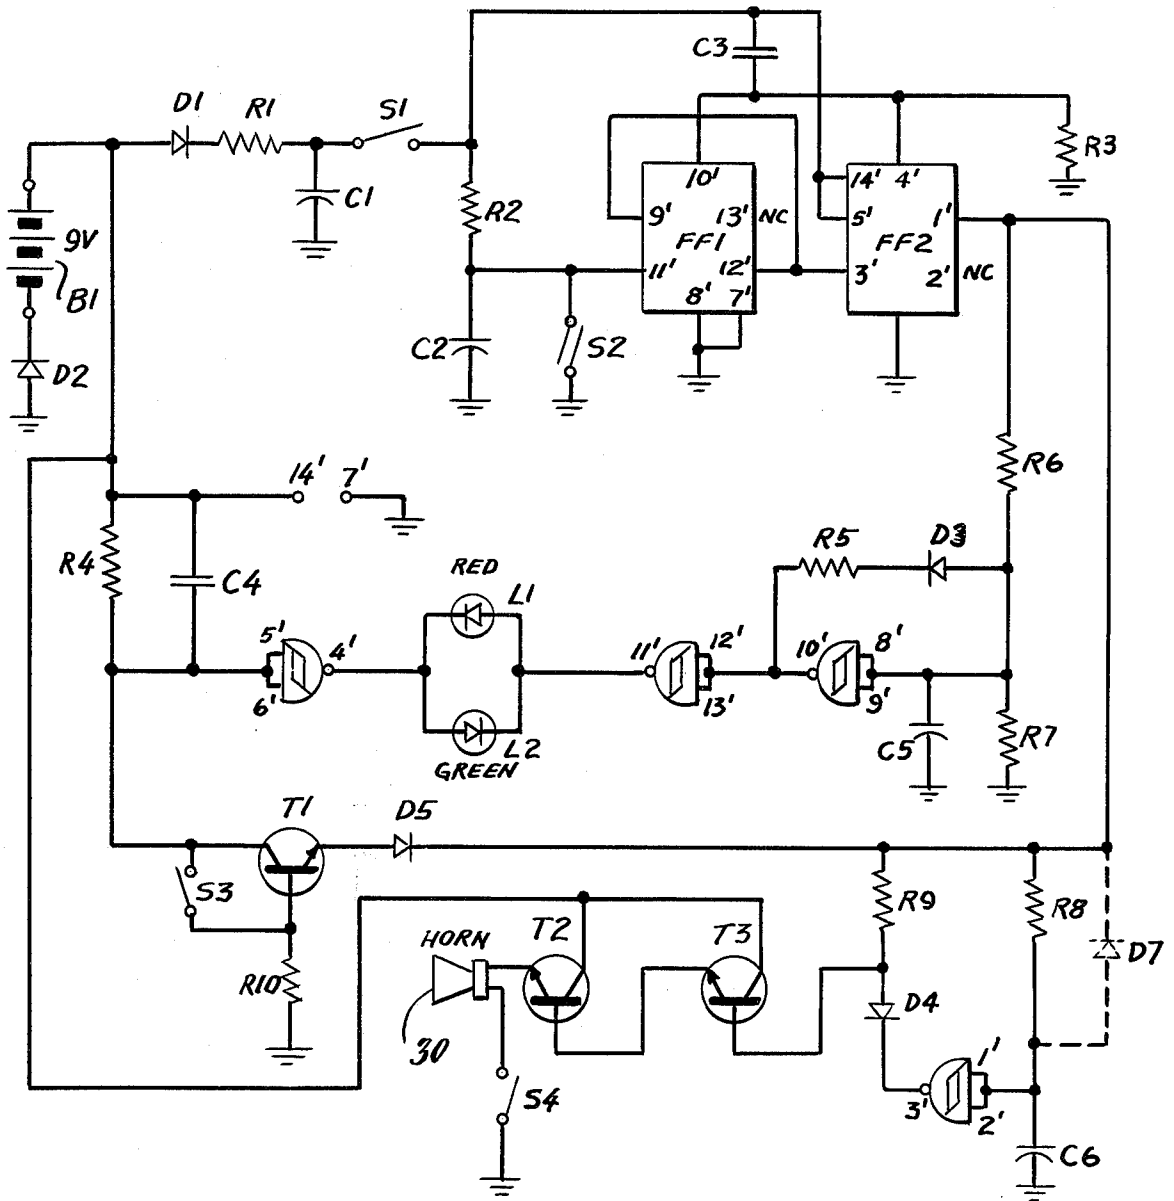 C3
D1 R1 S1
10' 4' R3
C1 R2 9' 13' NC 14' 5' 1'
9V FF1 FF2
B1 11' 12' 3' 2' NC
8' 7'
D2 C2 S2
14' 7' R6
R5 D3
R4 C4 RED L1
5' 4' 11' 12' 10' 8'
6' 13' 9'
L2 C5 R7
GREEN
T1 D5
S3 R9 R8
HORN T2 T3 D7
R10 D4
30
S4 3' 1' 2'
C6